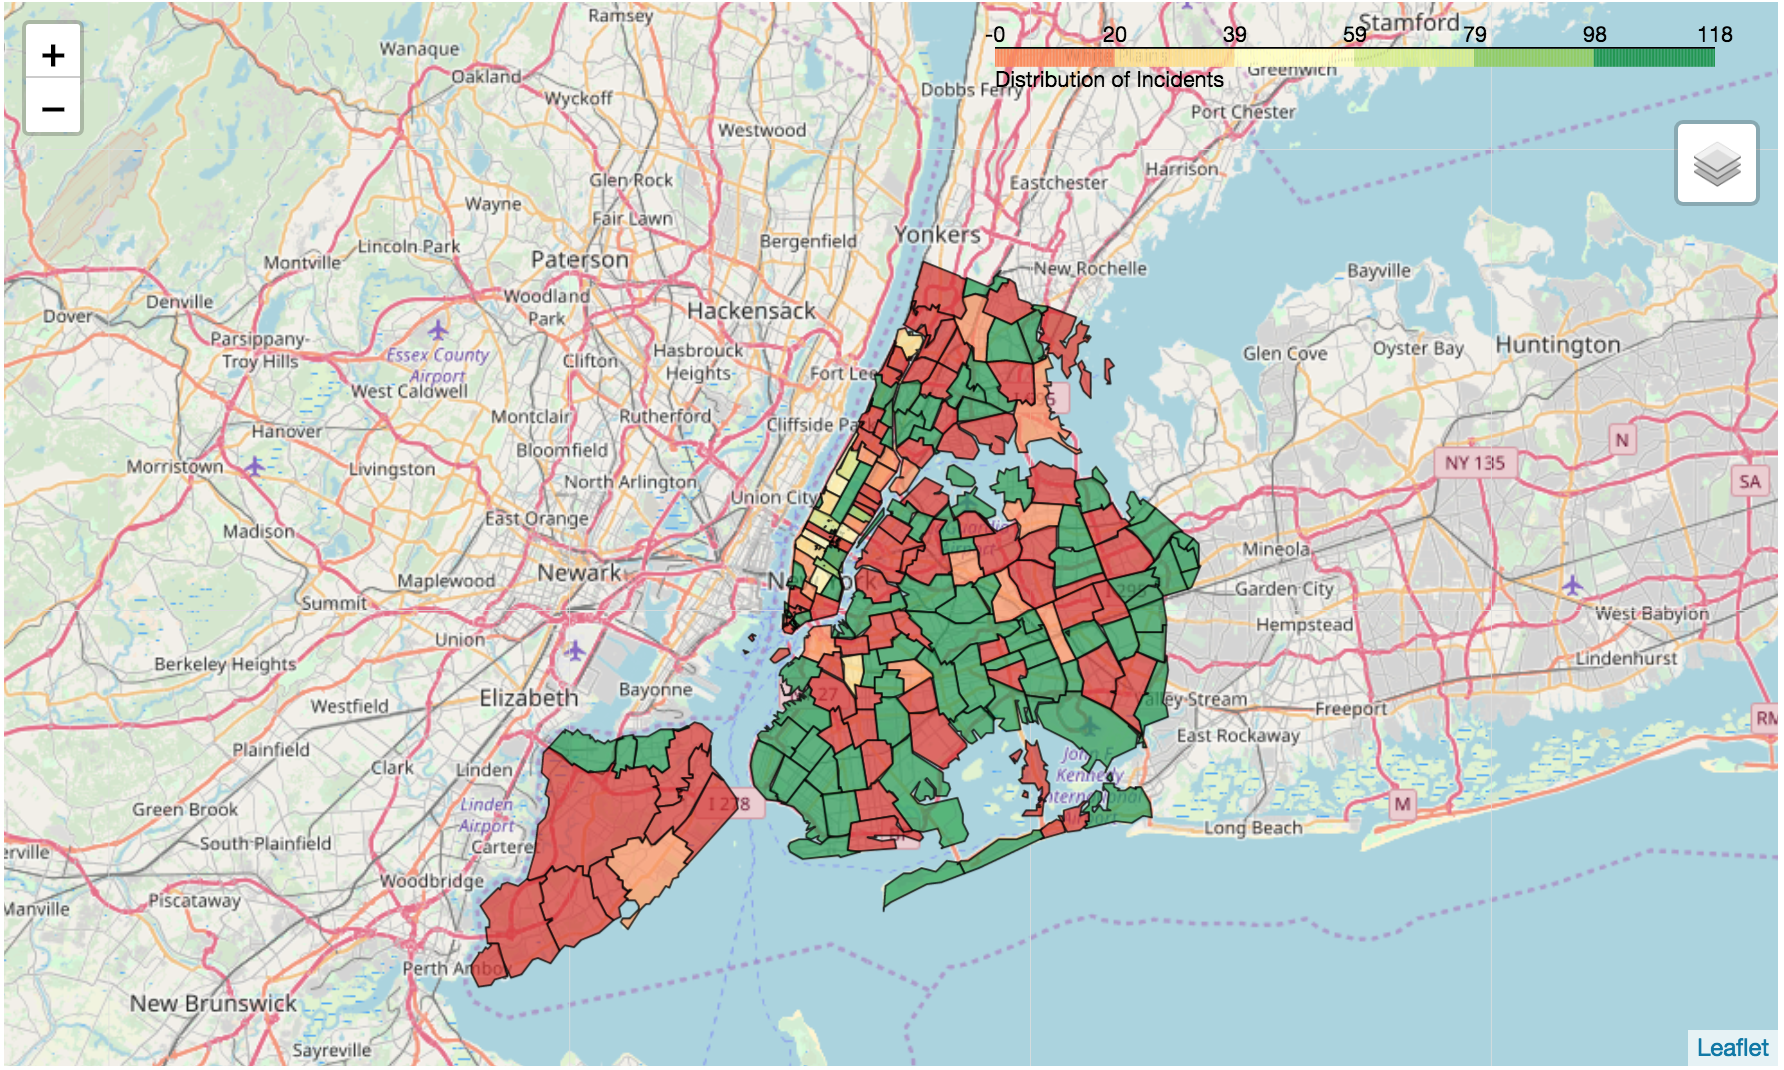 +
−
-0 20 39 59 79 98 118
Distribution of Incidents
Ramsey
Stamford
Wanaque
Oakland
Greenwich
Dobbs Ferry
Wyckoff
Port Chester
Westwood
Harrison
Glen Rock
Eastchester
Wayne
Fair Lawn
Yonkers
Lincoln Park
Bergenfield
Montville
Paterson
New Rochelle
Bayville
Denville
Woodland
Park
Hackensack
Dover
Parsippany-
Troy Hills
Essex County
Airport
Clifton
Hasbrouck
Heights
Fort Lee
Glen Cove
Oyster Bay
Huntington
West Caldwell
Montclair
Rutherford
Cliffside Pa
Hanover
Bloomfield
N
Morristown
Livingston
North Arlington
NY 135
SA
Union City
East Orange
Madison
Mineola
Newark
New York
Maplewood
Garden City
I 295
Summit
West Babylon
Union
Hempstead
Berkeley Heights
Lindenhurst
Elizabeth
Bayonne
27
Valley Stream
Westfield
Freeport
RM
Plainfield
East Rockaway
Clark
Linden
John F.
Kennedy
International
Airport
Green Brook
Linden
Airport
I 278
M
South Plainfield
Carteret
Long Beach
erville
Woodbridge
Piscataway
Manville
Perth Amboy
New Brunswick
Sayreville
Leaflet